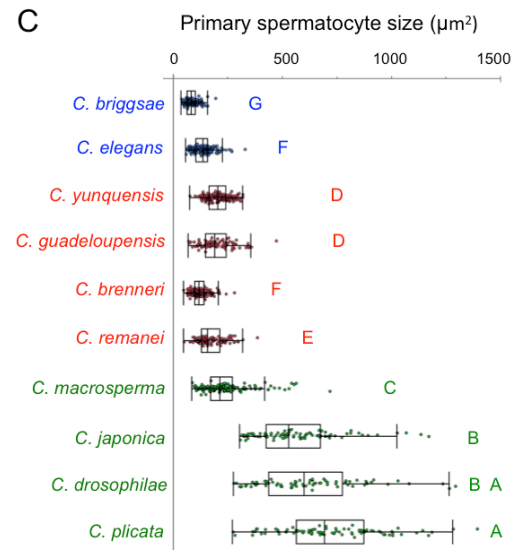 C
Primary spermatocyte size (µm²)
0 500 1000 1500
C. briggsae G
C. elegans F
C. yunquensis D
C. guadeloupensis D
C. brenneri F
C. remanei E
C. macrosperma C
C. japonica B
C. drosophilae B A
C. plicata A